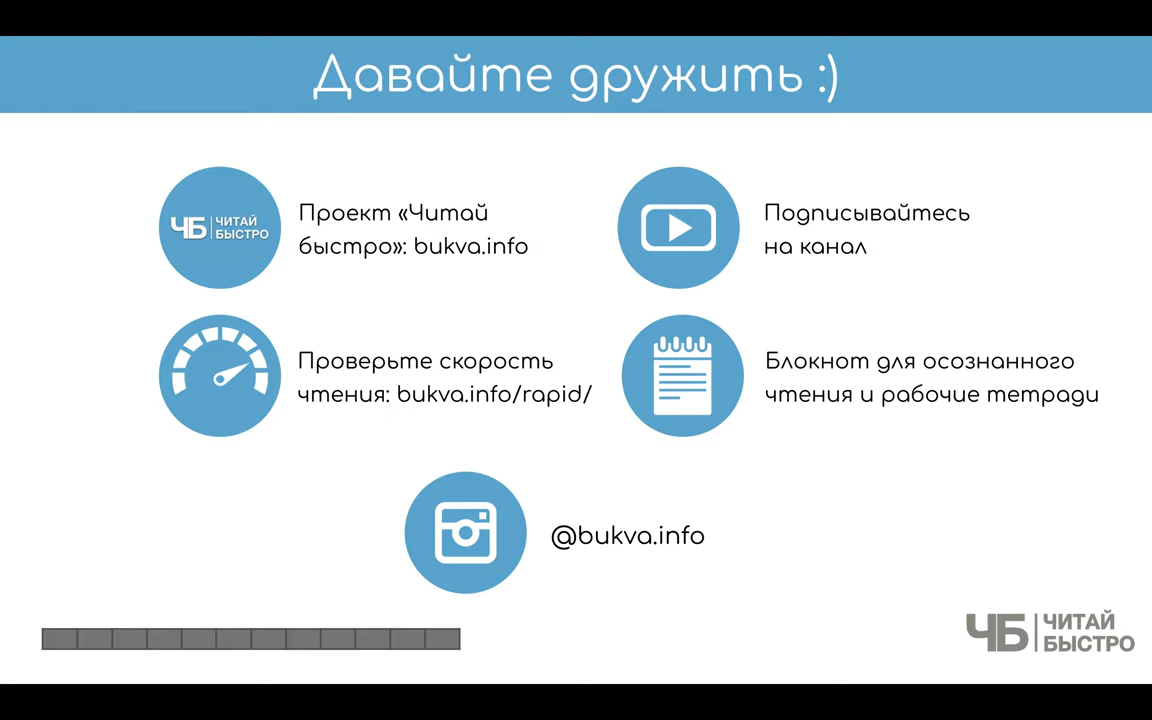 Давайте дружить :)
ЧБ ЧИТАЙ
БЫСТРО
Проект «Читай
быстро»: bukva.info
Подписывайтесь
на канал
Проверьте скорость
чтения: bukva.info/rapid/
Блокнот для осознанного
чтения и рабочие тетради
@bukva.info
ЧБ ЧИТАЙ
БЫСТРО